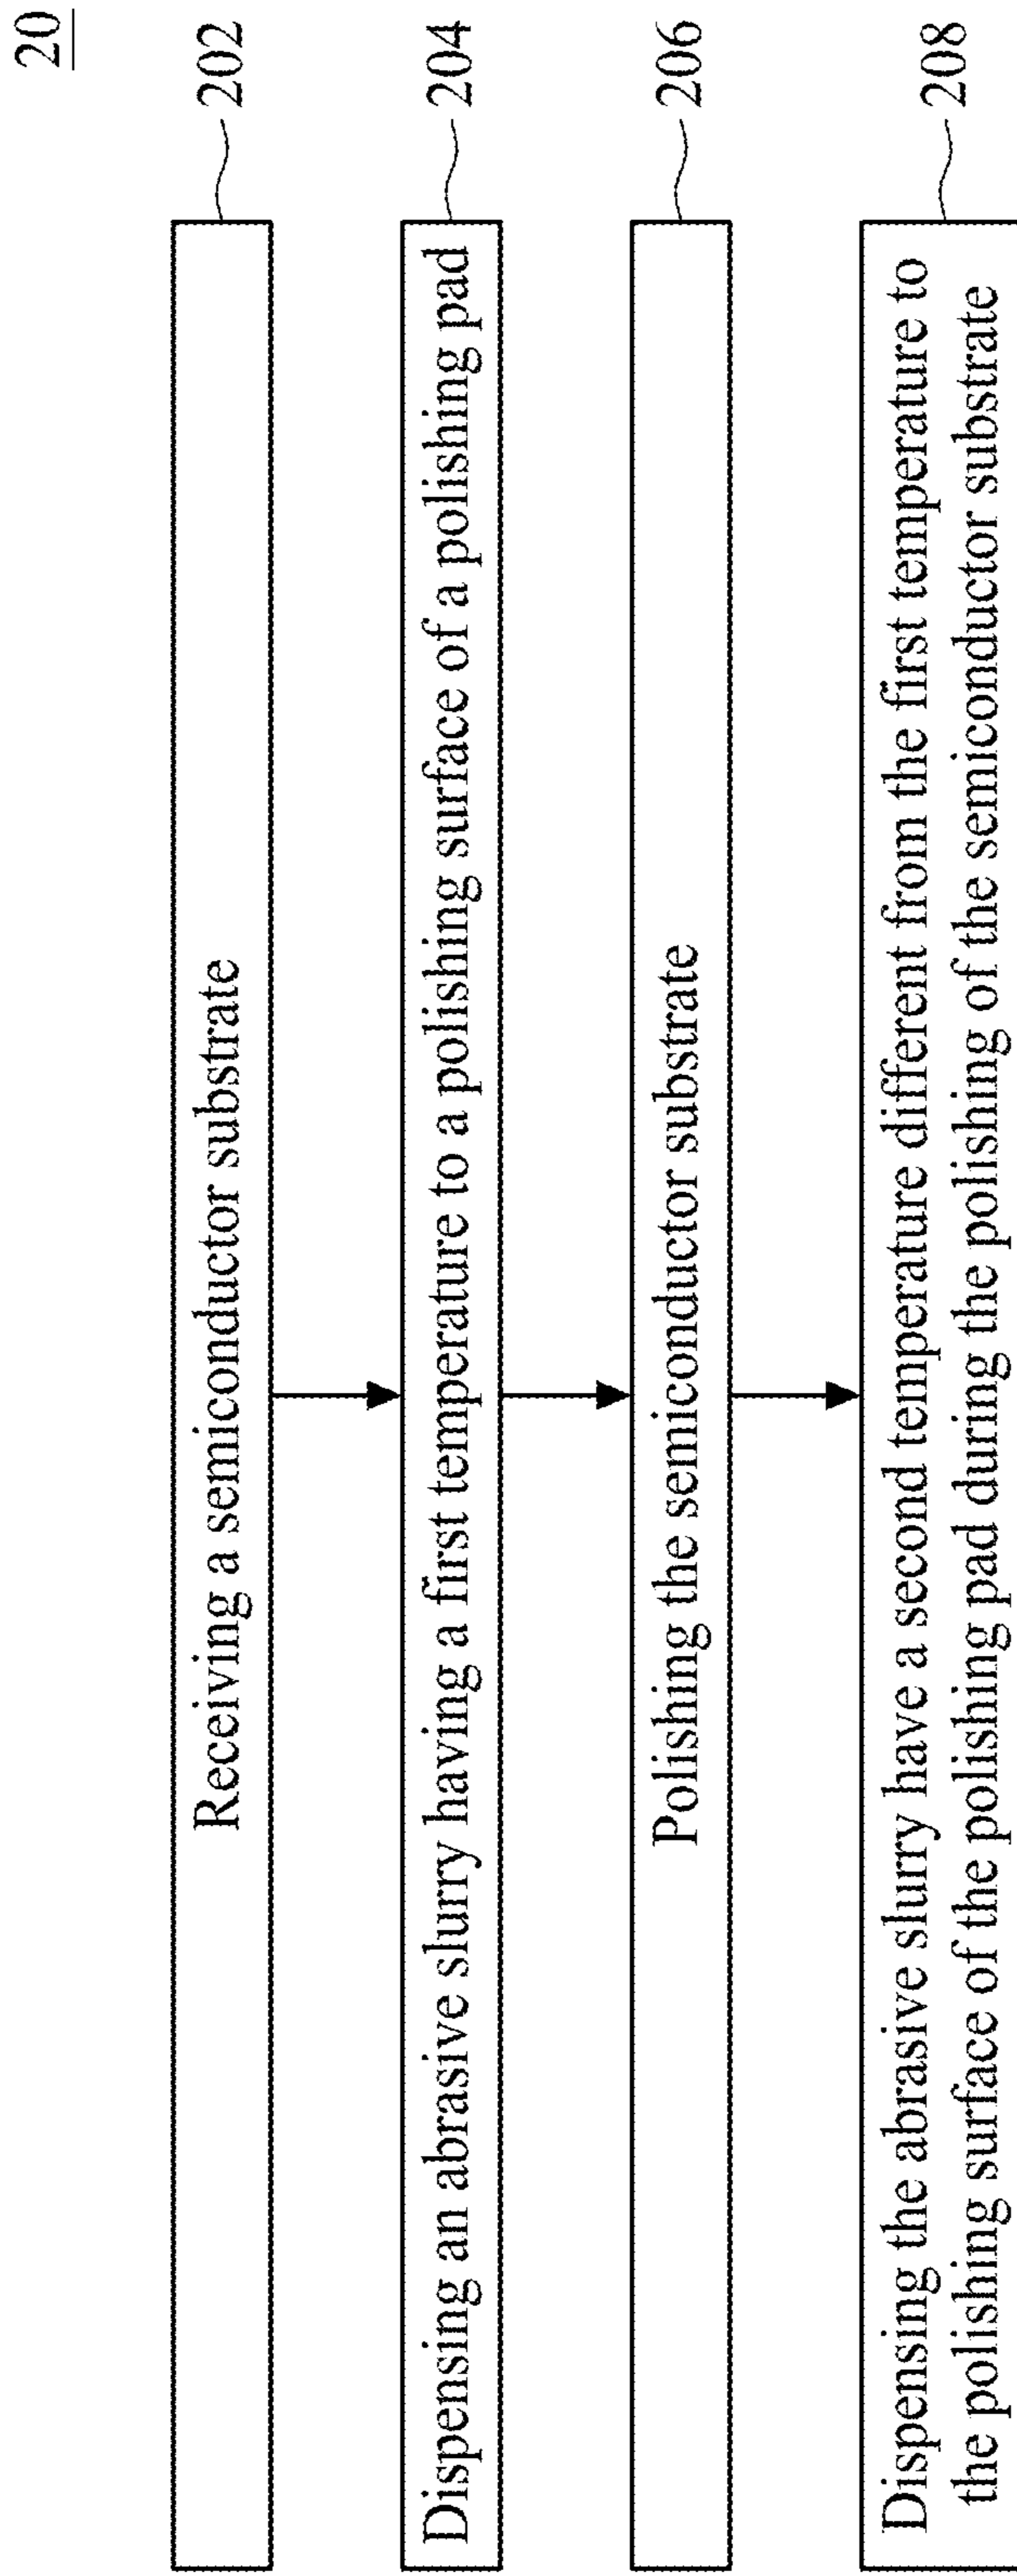 20
Receiving a semiconductor substrate
202
Dispensing an abrasive slurry having a first temperature to a polishing surface of a polishing pad
204
Polishing the semiconductor substrate
206
Dispensing the abrasive slurry have a second temperature different from the first temperature to
the polishing surface of the polishing pad during the polishing of the semiconductor substrate
208